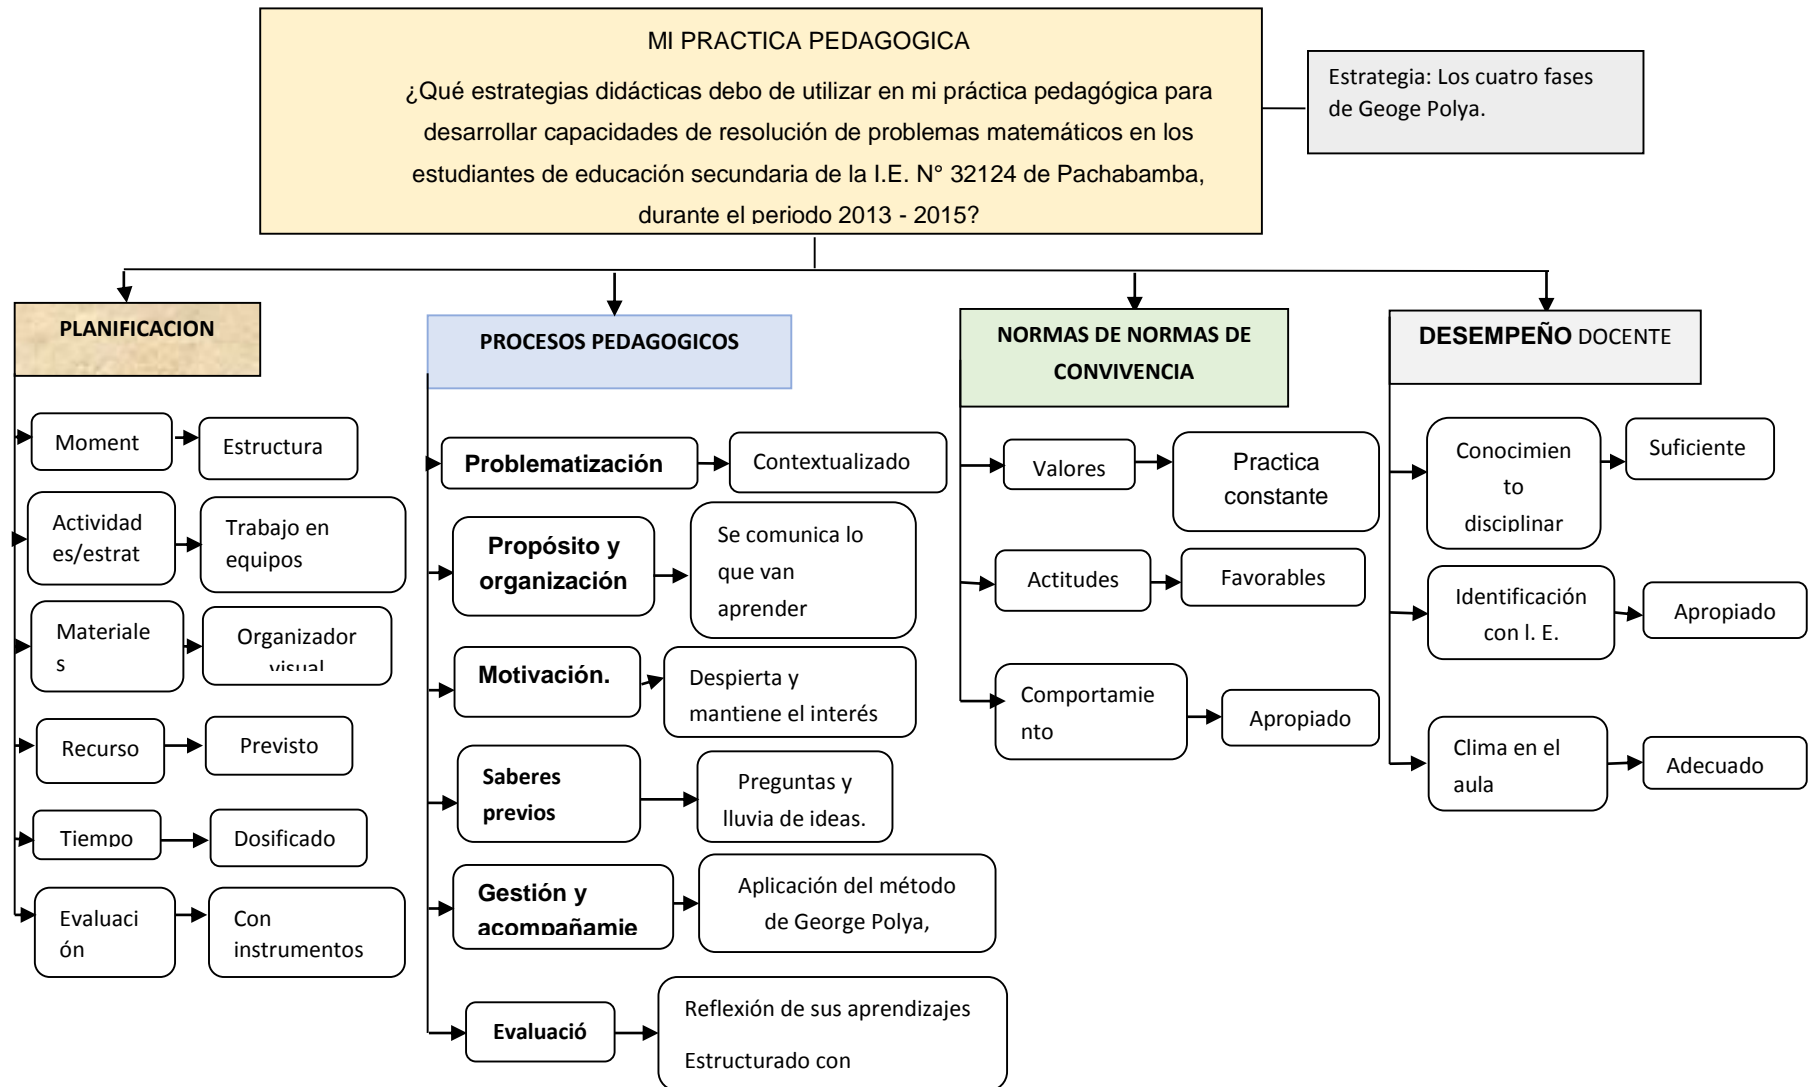 MI PRACTICA PEDAGOGICA
¿Qué estrategias didácticas debo de utilizar en mi práctica pedagógica para
desarrollar capacidades de resolución de problemas matemáticos en los
estudiantes de educación secundaria de la I.E. N° 32124 de Pachabamba,
durante el periodo 2013 - 2015?
Estrategia: Los cuatro fases
de Geoge Polya.
PLANIFICACION
Moment
Estructura
Actividad
es/estrat
Trabajo en
equipos
Materiale
s
Organizador
visual
Recurso
Previsto
Tiempo
Dosificado
Evaluaci
ón
Con
instrumentos
PROCESOS PEDAGOGICOS
Problematización
Contextualizado
Propósito y
organización
Se comunica lo
que van
aprender
Motivación.
Despierta y
mantiene el interés
Saberes
previos
Preguntas y
lluvia de ideas.
Gestión y
acompañamie
Aplicación del método
de George Polya,
Evaluació
Reflexión de sus aprendizajes
Estructurado con
NORMAS DE NORMAS DE
CONVIVENCIA
Valores
Practica
constante
Actitudes
Favorables
Comportamie
nto
Apropiado
DESEMPEÑO DOCENTE
Conocimien
to
disciplinar
Suficiente
Identificación
con I. E.
Apropiado
Clima en el
aula
Adecuado